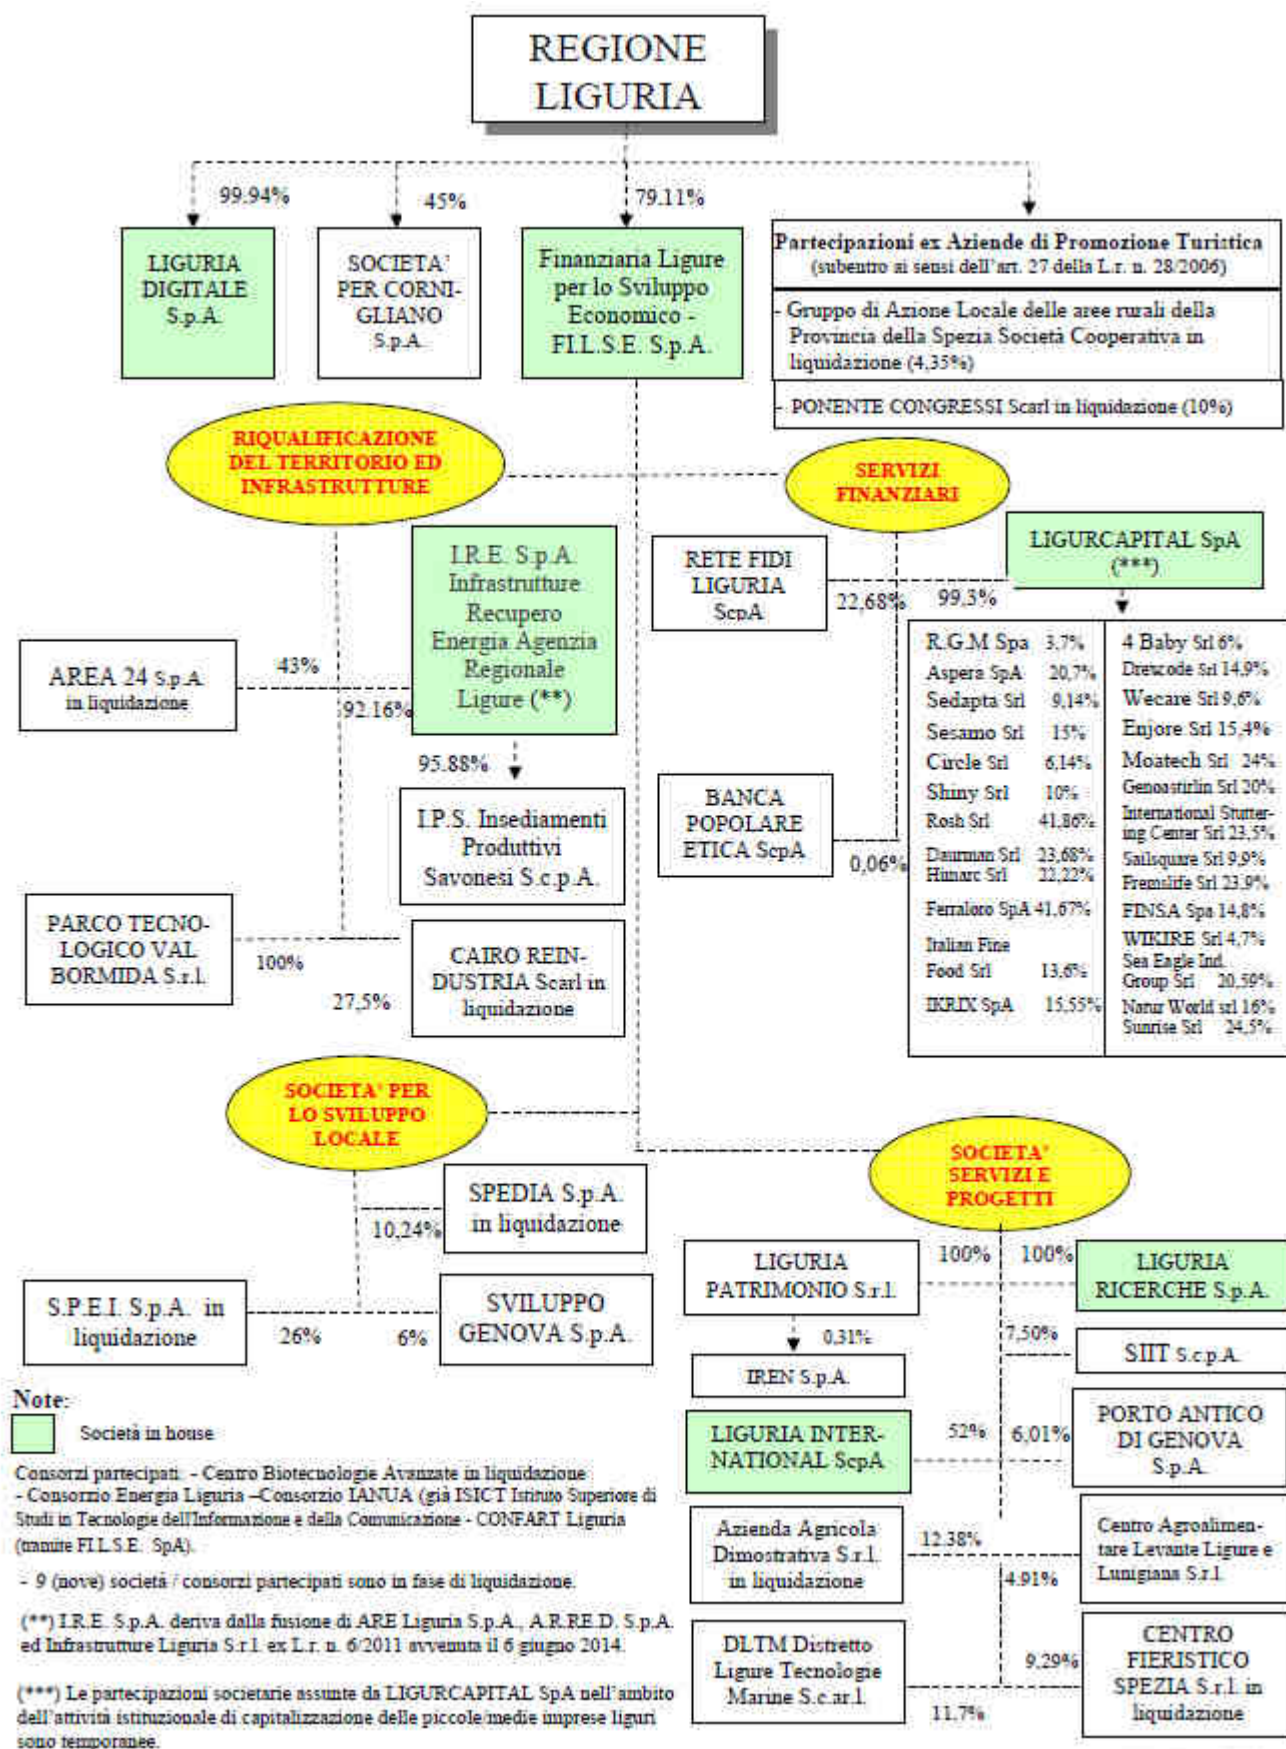 REGIONE
LIGURIA
99.94%
45%
79.11%
LIGURIA
DIGITALE
S.p.A.
SOCIETA'
PER CORNI-
GLIANO
S.p.A.
Finanziaria Ligure
per lo Sviluppo
Economico -
FI.L.S.E. S.p.A.
Partecipazioni ex Aziende di Promozione Turistica
(subentro ai sensi dell'art. 27 della L.r. n. 28/2006)
- Gruppo di Azione Locale delle aree rurali della
Provincia della Spezia Società Cooperativa in
liquidazione (4,35%)
- PONENTE CONGRESSI Scarl in liquidazione (10%)
RIQUALIFICAZIONE
DEL TERRITORIO ED
INFRASTRUTTURE
SERVIZI
FINANZIARI
I.R.E. S.p.A.
Infrastrutture
Recupero
Energia Agenzia
Regionale
Ligure (**)
AREA 24 S.p.A.
in liquidazione
43%
92.16%
95.88%
I.P.S. Insediamenti
Produttivi
Savonesi S.c.p.A.
PARCO TECNO-
LOGICO VAL
BORMIDA S.r.l.
100%
27,5%
CAIRO REIN-
DUSTRIA Scarl in
liquidazione
RETE FIDI
LIGURIA
ScpA
22,68%
99,3%
LIGURCAPITAL SpA
(***)
BANCA
POPOLARE
ETICA ScpA
0,06%
R.G.M Spa 3,7%
Aspera SpA 20,7%
Sedapta Srl 9,14%
Sesamo Srl 15%
Circle Srl 6,14%
Shiny Srl 10%
Rosh Srl 41,86%
Daurman Srl 23,68%
Himarc Srl 22,22%
Ferraloro SpA 41,67%
Italian Fine
Food Srl 13,6%
IKRIX SpA 15,55%
4 Baby Srl 6%
Drewcode Srl 14,9%
Wecare Srl 9,6%
Enjore Srl 15,4%
Moatech Srl 24%
Genoastirlin Srl 20%
International Stutter-
ing Center Srl 23,5%
Sailsquare Srl 9,9%
Fremslife Srl 23,9%
FINSA Spa 14,8%
WIKIRE Srl 4,7%
Sea Eagle Ind.
Group Srl 20,59%
Natur World srl 16%
Sunrise Srl 24,5%
SOCIETA' PER
LO SVILUPPO
LOCALE
SPEDIA S.p.A.
in liquidazione
10,24%
S.P.E.I. S.p.A. in
liquidazione
26%
6%
SVILUPPO
GENOVA S.p.A.
SOCIETA'
SERVIZI E
PROGETTI
LIGURIA
PATRIMONIO S.r.l.
100%
100%
LIGURIA
RICERCHE S.p.A.
0,31%
IREN S.p.A.
7,50%
SIIT S.c.p.A.
LIGURIA INTER-
NATIONAL ScpA
52%
6,01%
PORTO ANTICO
DI GENOVA
S.p.A.
Azienda Agricola
Dimostrativa S.r.l.
in liquidazione
12.38%
4.91%
Centro Agroalimen-
tare Levante Ligure e
Lunigiana S.r.l.
DLTM Distretto
Ligure Tecnologie
Marine S.c.ar.l.
11,7%
9,29%
CENTRO
FIERISTICO
SPEZIA S.r.l. in
liquidazione
Note:
Società in house
Consorzi partecipati: - Centro Biotecnologie Avanzate in liquidazione
- Consorzio Energia Liguria –Consorzio IANUA (già ISICT Istituto Superiore di
Studi in Tecnologie dell'Informazione e della Comunicazione - CONFART Liguria
(tramite FI.L.S.E. SpA).
- 9 (nove) società / consorzi partecipati sono in fase di liquidazione.
(**) I.R.E. S.p.A. deriva dalla fusione di ARE Liguria S.p.A., A.R.RE.D. S.p.A.
ed Infrastrutture Liguria S.r.l. ex L.r. n. 6/2011 avvenuta il 6 giugno 2014.
(***) Le partecipazioni societarie assunte da LIGURCAPITAL SpA nell'ambito
dell'attività istituzionale di capitalizzazione delle piccole/medie imprese liguri
sono temporanee.